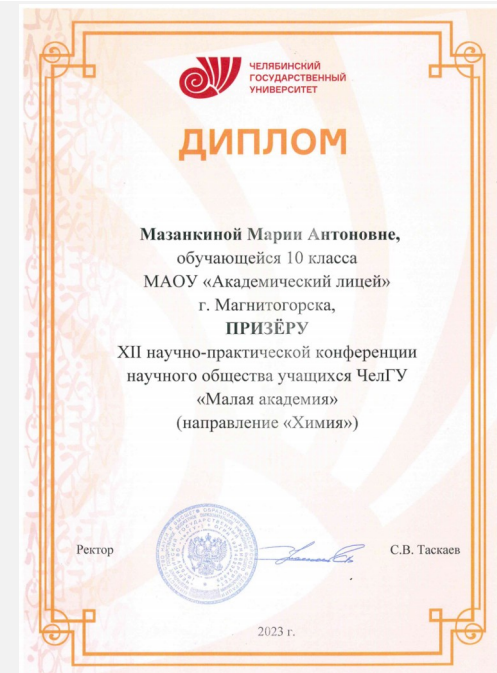 ЧЕЛЯБИНСКИЙ
ГОСУДАРСТВЕННЫЙ
УНИВЕРСИТЕТ
ДИПЛОМ
Мазанкиной Марии Антоновне,
обучающейся 10 класса
МАОУ «Академический лицей»
г. Магнитогорска,
ПРИЗЁРУ
XII научно-практической конференции
научного общества учащихся ЧелГУ
«Малая академия»
(направление «Химия»)
Ректор
С.В. Таскаев
2023 г.